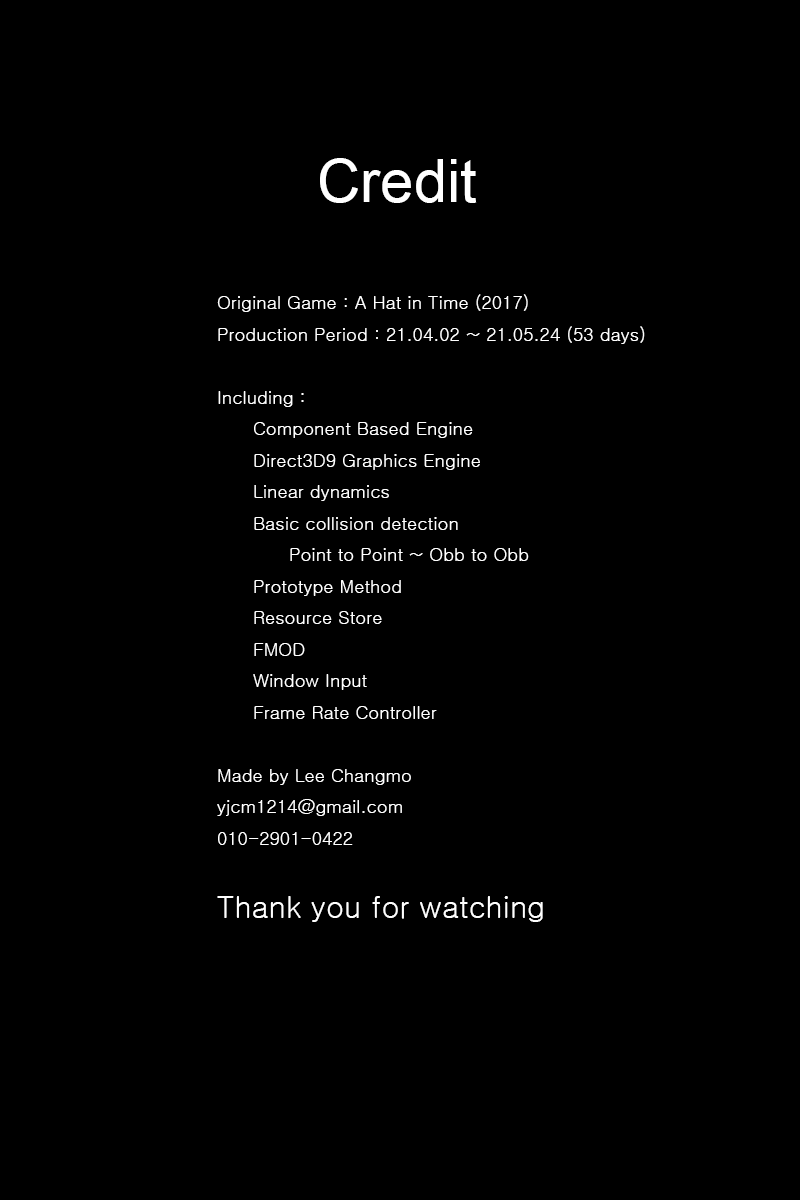 Credit
Original Game : A Hat in Time (2017)
Production Period : 21.04.02 ~ 21.05.24 (53 days)
Including :
Component Based Engine
Direct3D9 Graphics Engine
Linear dynamics
Basic collision detection
Point to Point ~ Obb to Obb
Prototype Method
Resource Store
FMOD
Window Input
Frame Rate Controller
Made by Lee Changmo
yjcm1214@gmail.com
010-2901-0422
Thank you for watching